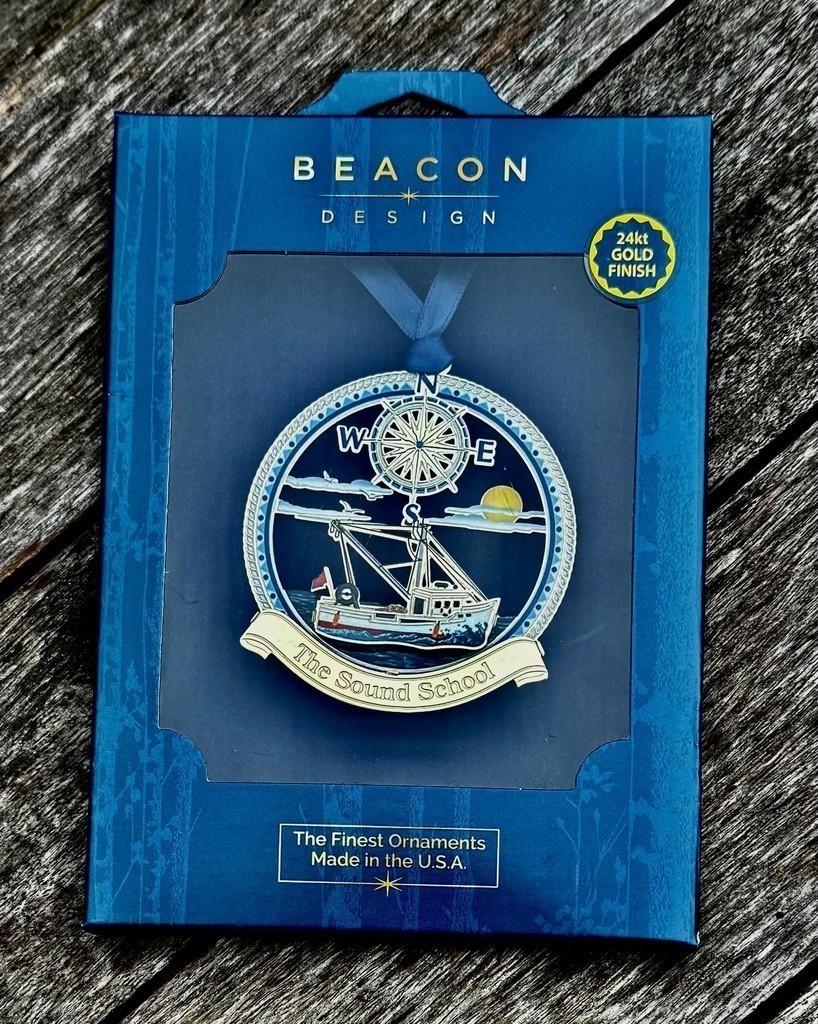 BEACON
DESIGN
24kt
GOLD
FINISH
N
W
E
S
The Sound School
The Finest Ornaments
Made in the U.S.A.